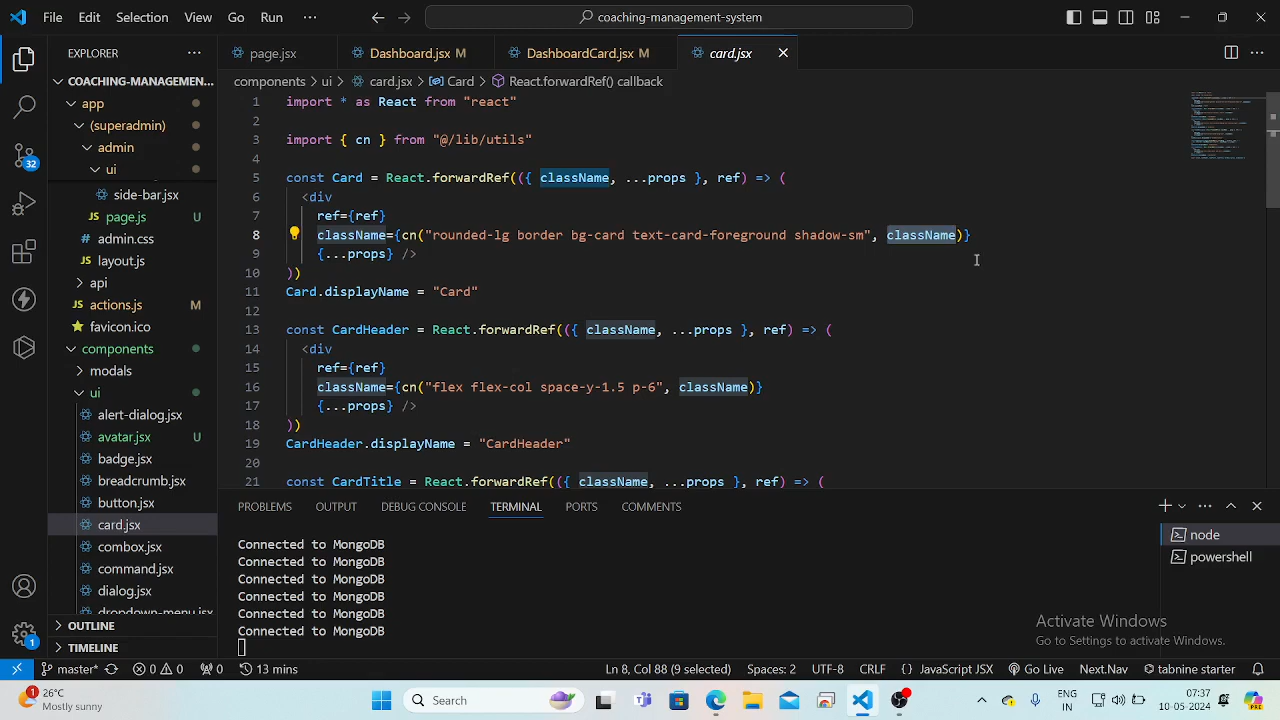 File Edit Selection View Go Run ··· coaching-management-system
EXPLORER ···
COACHING-MANAGEMENT...
app
(superadmin)
admin
ui
side-bar.jsx
page.js U
admin.css
layout.js
api
actions.js M
favicon.ico
components
modals
ui
alert-dialog.jsx
avatar.jsx U
badge.jsx
breadcrumb.jsx
button.jsx
card.jsx
combox.jsx
command.jsx
dialog.jsx
dropdown-menu.jsx
OUTLINE
TIMELINE
32
1
page.jsx Dashboard.jsx M DashboardCard.jsx M card.jsx
components > ui > card.jsx > Card > React.forwardRef() callback
1 import * as React from "react"
2
3 import { cn } from "@/lib/utils"
4
5 const Card = React.forwardRef(({ className, ...props }, ref) => (
6 <div
7 ref={ref}
8 className={cn("rounded-lg border bg-card text-card-foreground shadow-sm", className)}
9 {...props} />
10 ))
11 Card.displayName = "Card"
12
13 const CardHeader = React.forwardRef(({ className, ...props }, ref) => (
14 <div
15 ref={ref}
16 className={cn("flex flex-col space-y-1.5 p-6", className)}
17 {...props} />
18 ))
19 CardHeader.displayName = "CardHeader"
20
21 const CardTitle = React.forwardRef(({ className, ...props }, ref) => (
PROBLEMS OUTPUT DEBUG CONSOLE TERMINAL PORTS COMMENTS
Connected to MongoDB
Connected to MongoDB
Connected to MongoDB
Connected to MongoDB
Connected to MongoDB
Connected to MongoDB
node
powershell
Activate Windows
Go to Settings to activate Windows.
master* 0 0 0 13 mins Ln 8, Col 88 (9 selected) Spaces: 2 UTF-8 CRLF {} JavaScript JSX Go Live Next.Nav tabnine starter
1 26°C
Mostly sunny
Search
ENG
IN
07:37
10-05-2024